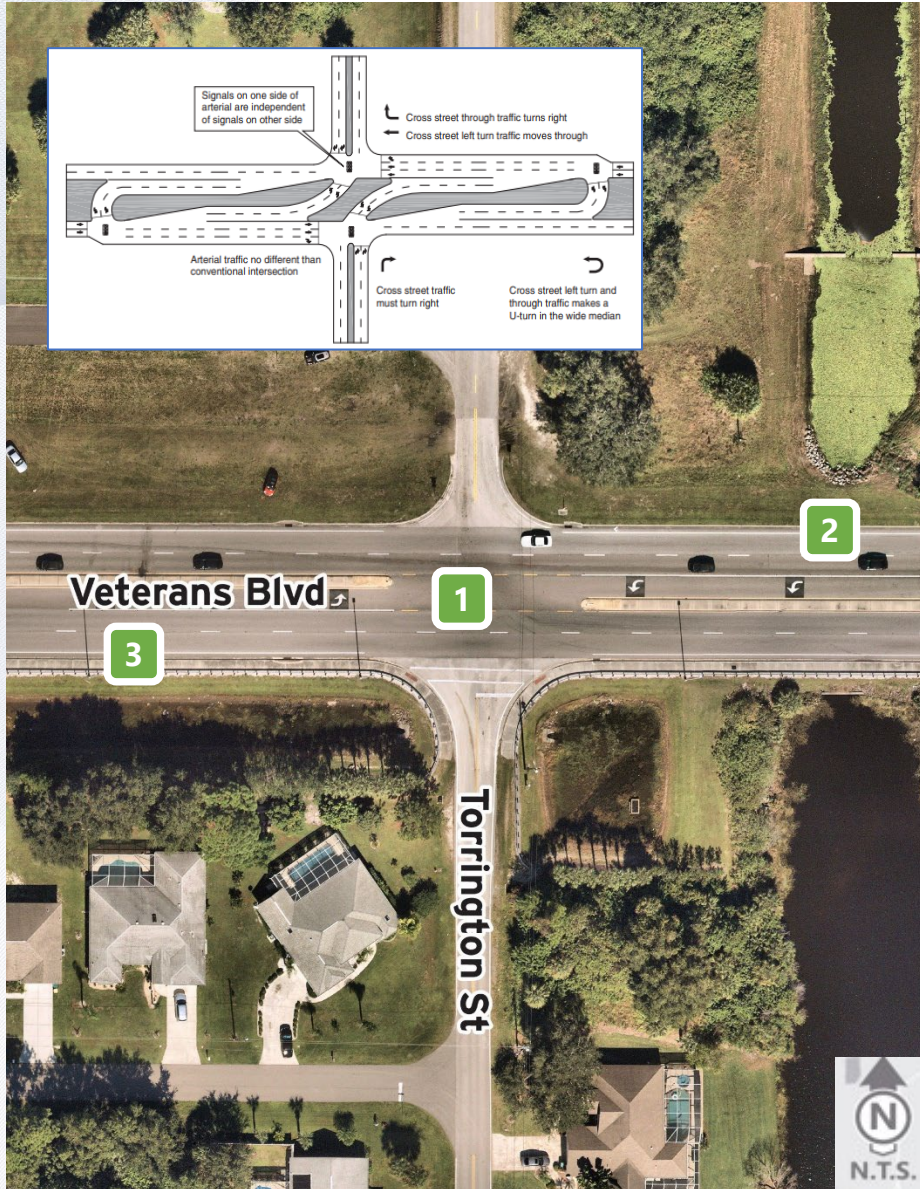 Signals on one side of
arterial are independent
of signals on other side
Cross street through traffic turns right
Cross street left turn traffic moves through
Arterial traffic no different than
conventional intersection
Cross street traffic
must turn right
Cross street left turn and
through traffic makes a
U-turn in the wide median
2
Veterans Blvd
1
3
Torrington St
N
N.T.S.